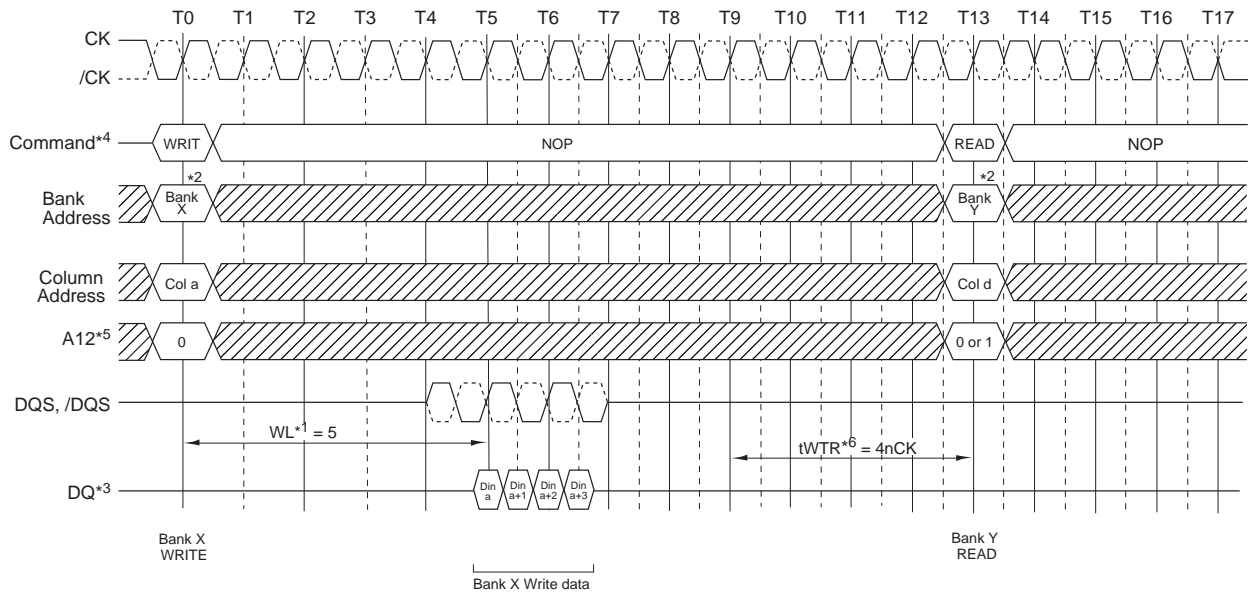 T0 T1 T2 T3 T4 T5 T6 T7 T8 T9 T10 T11 T12 T13 T14 T15 T16 T17
CK
/CK
Command*4 WRIT NOP READ NOP
*2 *2
Bank Address Bank X Bank Y
Column Address Col a Col d
A12*5 0 0 or 1
DQS, /DQS
WL*1 = 5 tWTR*6 = 4nCK
DQ*3 Din a Din a+1 Din a+2 Din a+3
Bank X WRITE Bank Y READ
Bank X Write data